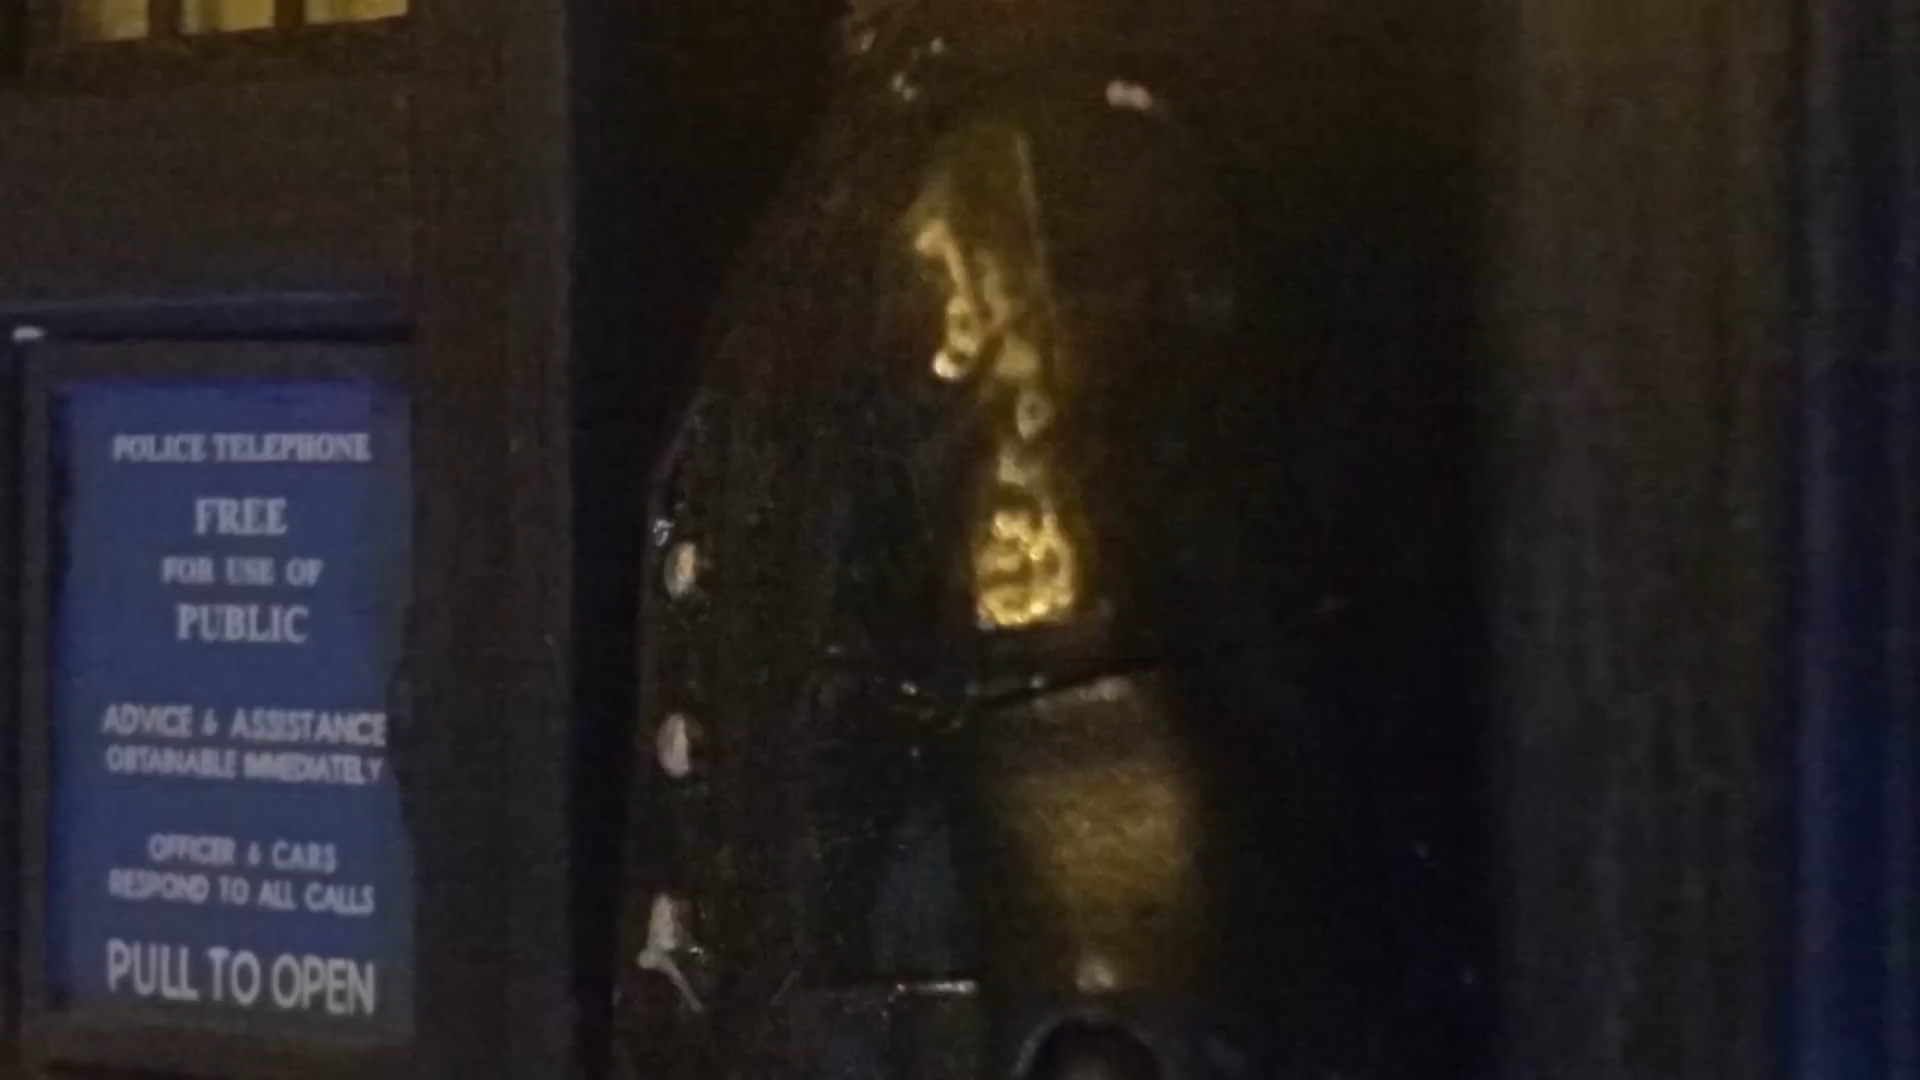 POLICE TELEPHONE
FREE
FOR USE OF
PUBLIC
ADVICE & ASSISTANCE
OBTAINABLE IMMEDIATELY
OFFICER & CARS
RESPOND TO ALL CALLS
PULL TO OPEN